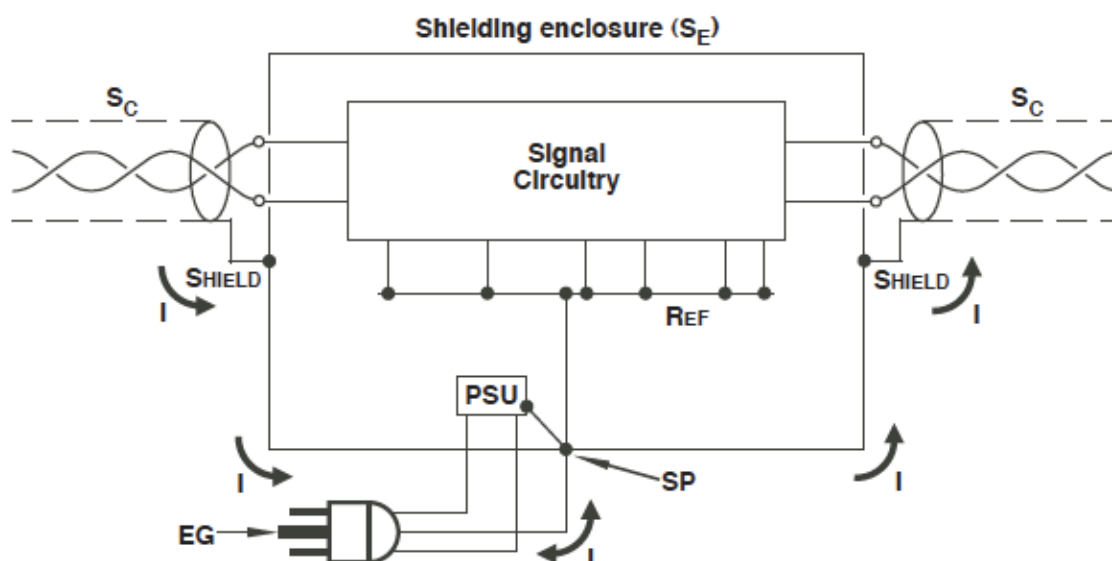 Shielding enclosure (SE)
SC
SC
Signal
Circuitry
SHIELD
SHIELD
I
I
REF
PSU
I
I
SP
EG
I